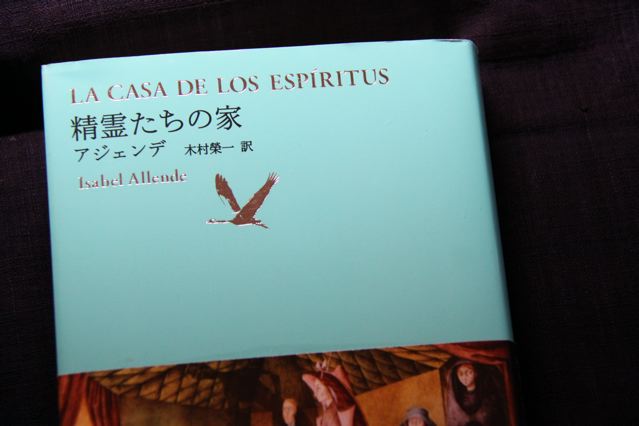 LA CASA DE LOS ESPÍRITUS
精霊たちの家
アジェンデ 木村榮一 訳
Isabel Allende